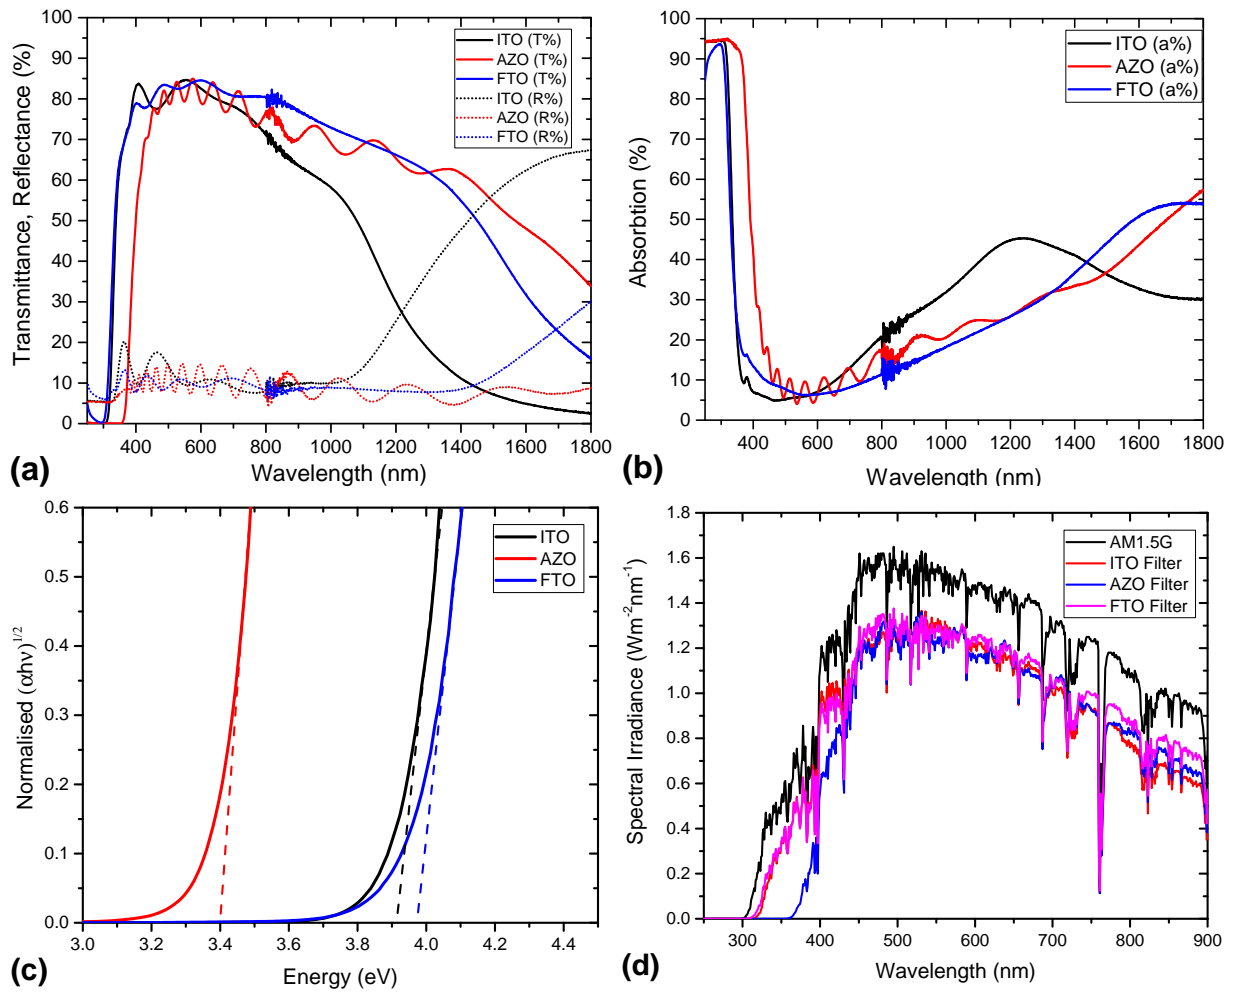 100
90
80
70
60
50
40
30
20
10
0
Transmittance, Reflectance (%)
ITO (T%)
AZO (T%)
FTO (T%)
ITO (R%)
AZO (R%)
FTO (R%)
400 600 800 1000 1200 1400 1600 1800
Wavelength (nm)
(a)
100
90
80
70
60
50
40
30
20
10
0
Absorbtion (%)
ITO (a%)
AZO (a%)
FTO (a%)
400 600 800 1000 1200 1400 1600 1800
Wavelength (nm)
(b)
0.6
0.5
0.4
0.3
0.2
0.1
0.0
Normalised (αhν)^1/2
ITO
AZO
FTO
3.0 3.2 3.4 3.6 3.8 4.0 4.2 4.4
Energy (eV)
(c)
1.8
1.6
1.4
1.2
1.0
0.8
0.6
0.4
0.2
0.0
Spectral Irradiance (Wm⁻²nm⁻¹)
AM1.5G
ITO Filter
AZO Filter
FTO Filter
300 400 500 600 700 800 900
Wavelength (nm)
(d)